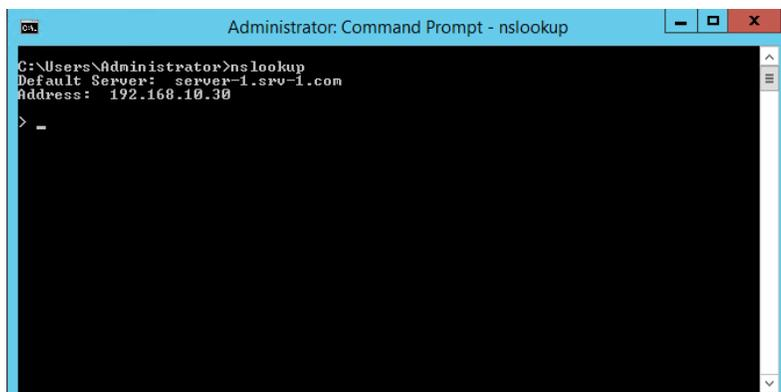 Administrator: Command Prompt - nslookup
C:\Users\Administrator>nslookup
Default Server:  server-1.srv-1.com
Address:  192.168.10.30
> _